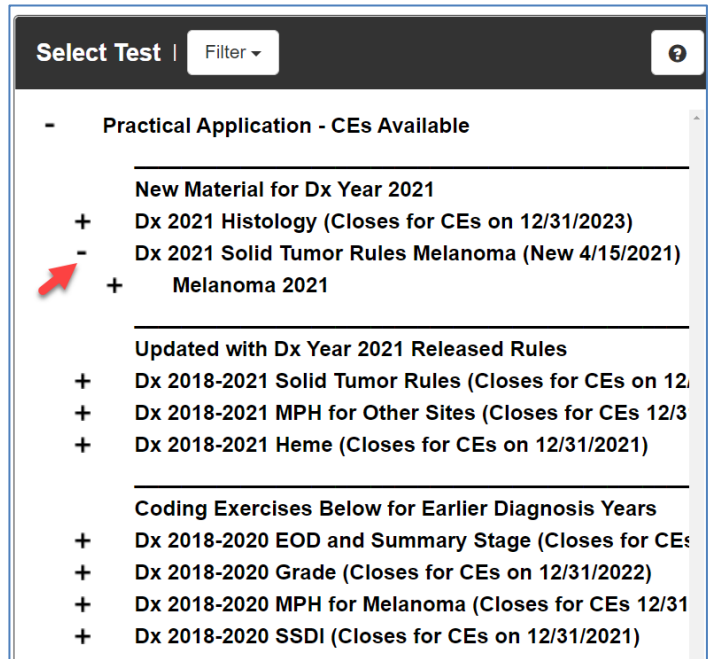 Select Test | Filter
- Practical Application - CEs Available
New Material for Dx Year 2021
+ Dx 2021 Histology (Closes for CEs on 12/31/2023)
- Dx 2021 Solid Tumor Rules Melanoma (New 4/15/2021)
+ Melanoma 2021
Updated with Dx Year 2021 Released Rules
+ Dx 2018-2021 Solid Tumor Rules (Closes for CEs on 12/
+ Dx 2018-2021 MPH for Other Sites (Closes for CEs 12/3
+ Dx 2018-2021 Heme (Closes for CEs on 12/31/2021)
Coding Exercises Below for Earlier Diagnosis Years
+ Dx 2018-2020 EOD and Summary Stage (Closes for CEs
+ Dx 2018-2020 Grade (Closes for CEs on 12/31/2022)
+ Dx 2018-2020 MPH for Melanoma (Closes for CEs 12/31
+ Dx 2018-2020 SSDI (Closes for CEs on 12/31/2021)